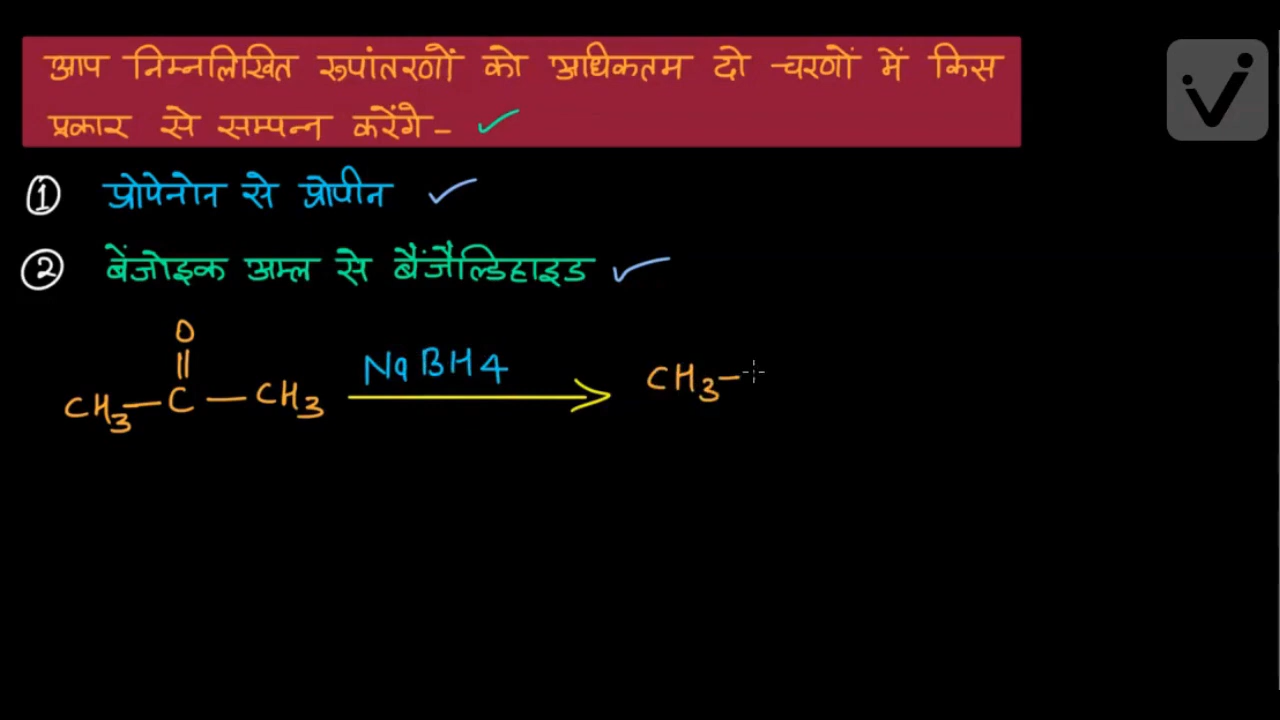 आप निम्नलिखित रूपांतरणों को अधिकतम दो चरणों में किस
प्रकार से सम्पन्न करेंगे-
① प्रोपेनोन से प्रोपीन
② बेंजोइक अम्ल से बैंजैल्डिहाइड
O
||
CH3—C—CH3 NaBH4 CH3—